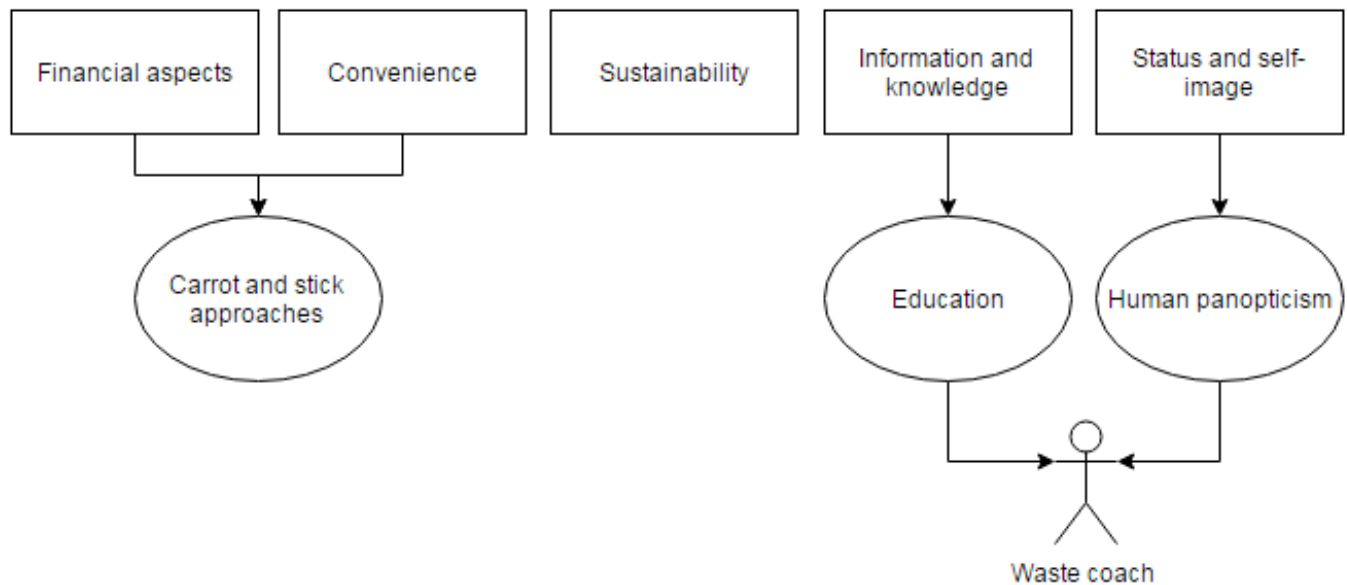 Financial aspects
Convenience
Sustainability
Information and
knowledge
Status and self-
image
Carrot and stick
approaches
Education
Human panopticism
Waste coach